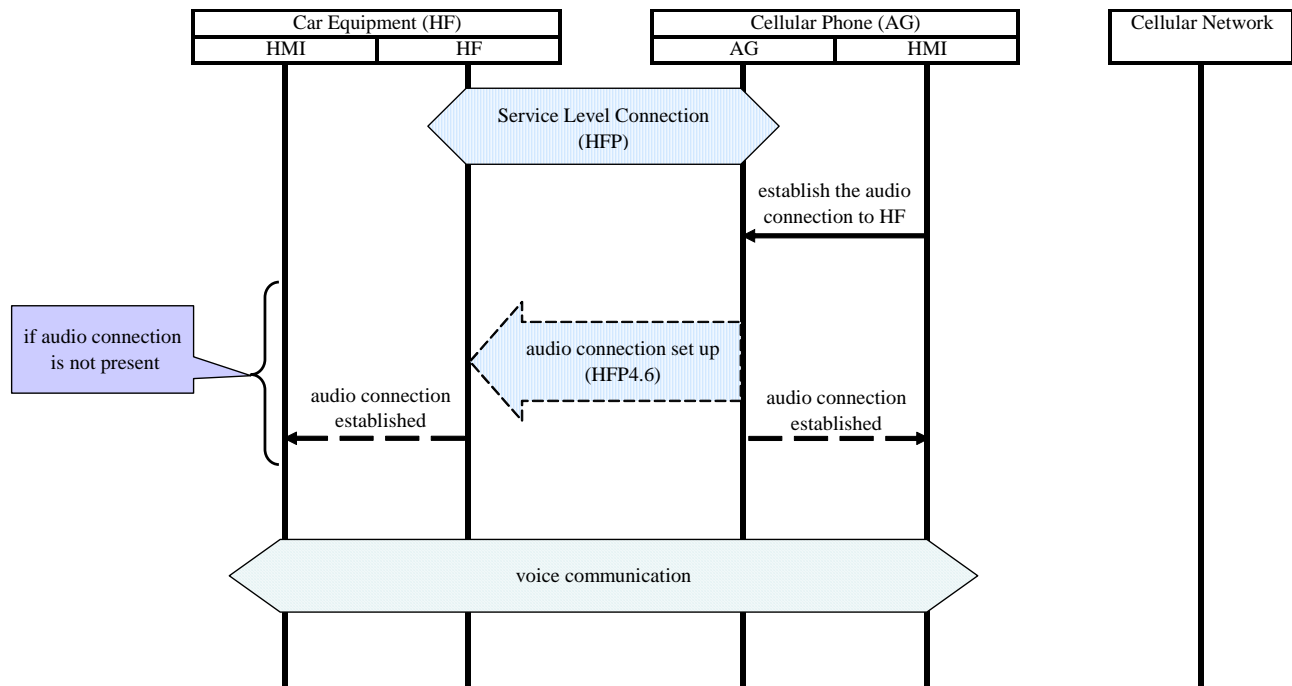 Car Equipment (HF)
Cellular Phone (AG)
Cellular Network
HMI
HF
AG
HMI
Service Level Connection
(HFP)
establish the audio
connection to HF
if audio connection
is not present
audio connection set up
(HFP4.6)
audio connection
established
audio connection
established
voice communication